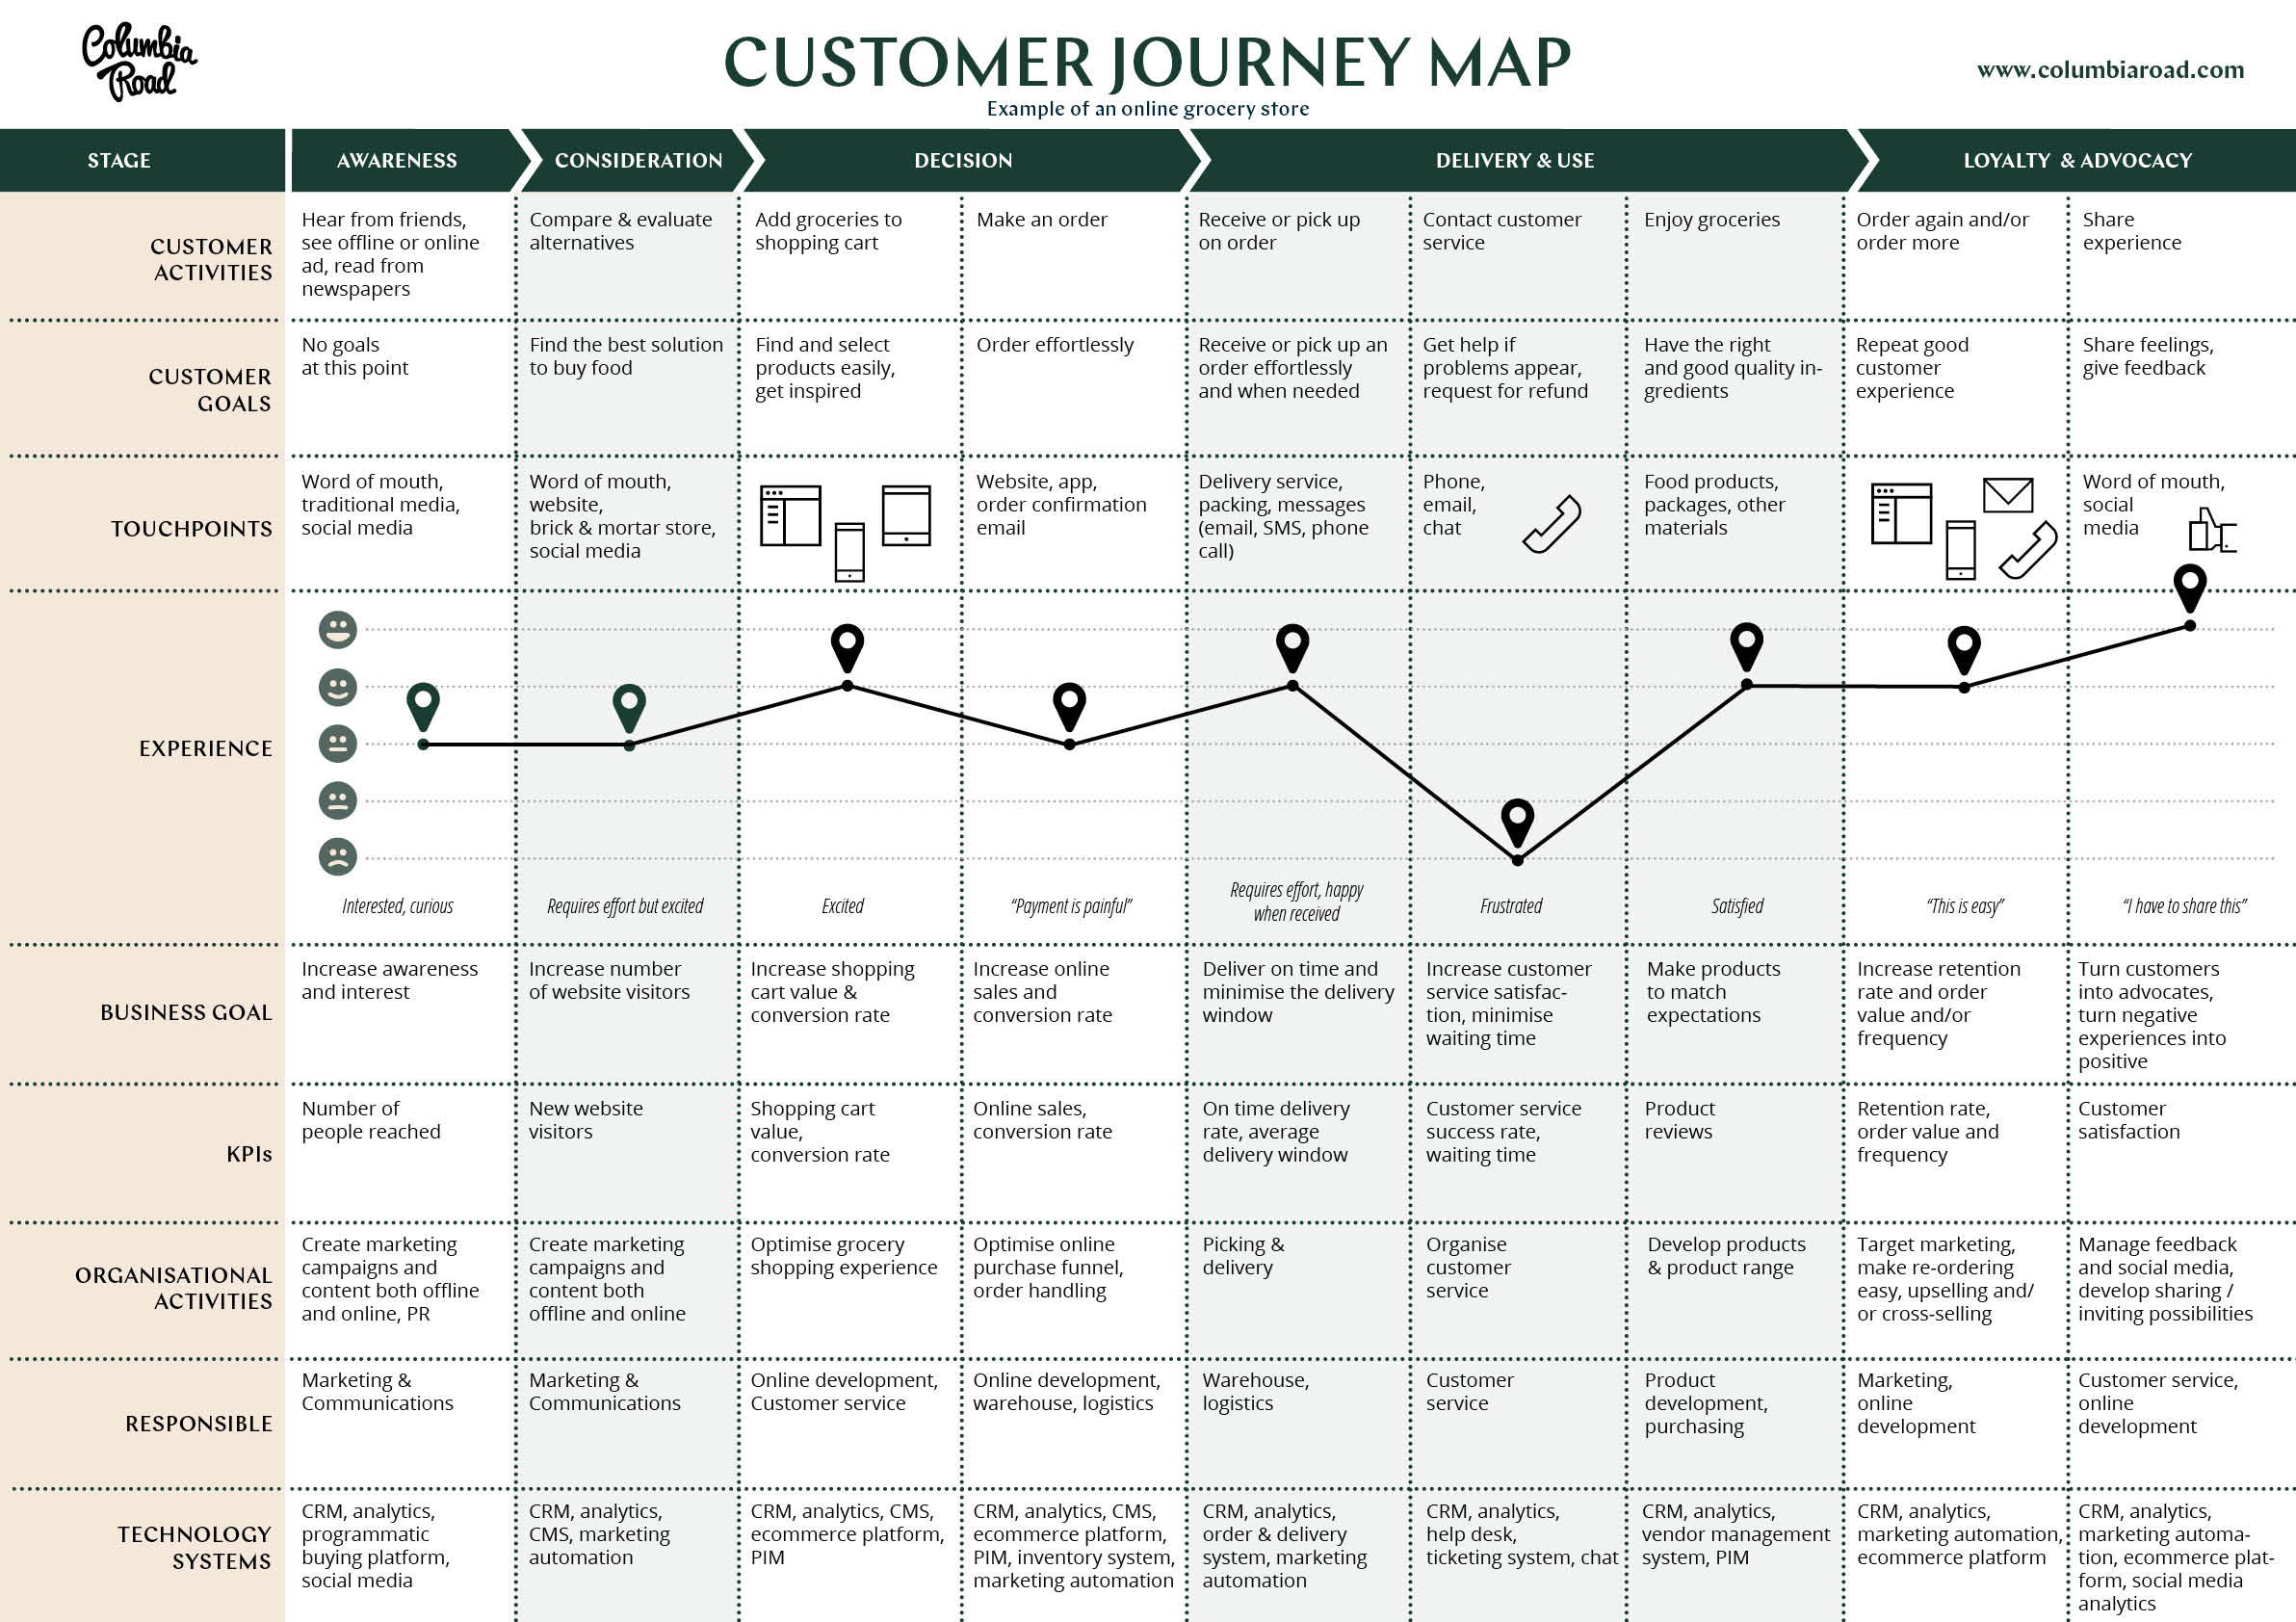 Columbia
Road
CUSTOMER JOURNEY MAP
Example of an online grocery store
www.columbiaroad.com
STAGE
AWARENESS
CONSIDERATION
DECISION
DELIVERY & USE
LOYALTY & ADVOCACY
CUSTOMER
ACTIVITIES
Hear from friends,
see offline or online
ad, read from
newspapers
Compare & evaluate
alternatives
Add groceries to
shopping cart
Make an order
Receive or pick up
on order
Contact customer
service
Enjoy groceries
Order again and/or
order more
Share
experience
CUSTOMER
GOALS
No goals
at this point
Find the best solution
to buy food
Find and select
products easily,
get inspired
Order effortlessly
Receive or pick up an
order effortlessly
and when needed
Get help if
problems appear,
request for refund
Have the right
and good quality in-
gredients
Repeat good
customer
experience
Share feelings,
give feedback
TOUCHPOINTS
Word of mouth,
traditional media,
social media
Word of mouth,
website,
brick & mortar store,
social media
Website, app,
order confirmation
email
Delivery service,
packing, messages
(email, SMS, phone
call)
Phone,
email,
chat
Food products,
packages, other
materials
Word of mouth,
social
media
EXPERIENCE
Interested, curious
Requires effort but excited
Excited
“Payment is painful”
Requires effort, happy
when received
Frustrated
Satisfied
“This is easy”
“I have to share this”
BUSINESS GOAL
Increase awareness
and interest
Increase number
of website visitors
Increase shopping
cart value &
conversion rate
Increase online
sales and
conversion rate
Deliver on time and
minimise the delivery
window
Increase customer
service satisfac-
tion, minimise
waiting time
Make products
to match
expectations
Increase retention
rate and order
value and/or
frequency
Turn customers
into advocates,
turn negative
experiences into
positive
KPIs
Number of
people reached
New website
visitors
Shopping cart
value,
conversion rate
Online sales,
conversion rate
On time delivery
rate, average
delivery window
Customer service
success rate,
waiting time
Product
reviews
Retention rate,
order value and
frequency
Customer
satisfaction
ORGANISATIONAL
ACTIVITIES
Create marketing
campaigns and
content both offline
and online, PR
Create marketing
campaigns and
content both
offline and online
Optimise grocery
shopping experience
Optimise online
purchase funnel,
order handling
Picking &
delivery
Organise
customer
service
Develop products
& product range
Target marketing,
make re-ordering
easy, upselling and/
or cross-selling
Manage feedback
and social media,
develop sharing /
inviting possibilities
RESPONSIBLE
Marketing &
Communications
Marketing &
Communications
Online development,
Customer service
Online development,
warehouse, logistics
Warehouse,
logistics
Customer
service
Product
development,
purchasing
Marketing,
online
development
Customer service,
online
development
TECHNOLOGY
SYSTEMS
CRM, analytics,
programmatic
buying platform,
social media
CRM, analytics,
CMS, marketing
automation
CRM, analytics, CMS,
ecommerce platform,
PIM
CRM, analytics, CMS,
ecommerce platform,
PIM, inventory system,
marketing automation
CRM, analytics,
order & delivery
system, marketing
automation
CRM, analytics,
help desk,
ticketing system, chat
CRM, analytics,
vendor management
system, PIM
CRM, analytics,
marketing automation,
ecommerce platform
CRM, analytics,
marketing automa-
tion, ecommerce plat-
form, social media
analytics